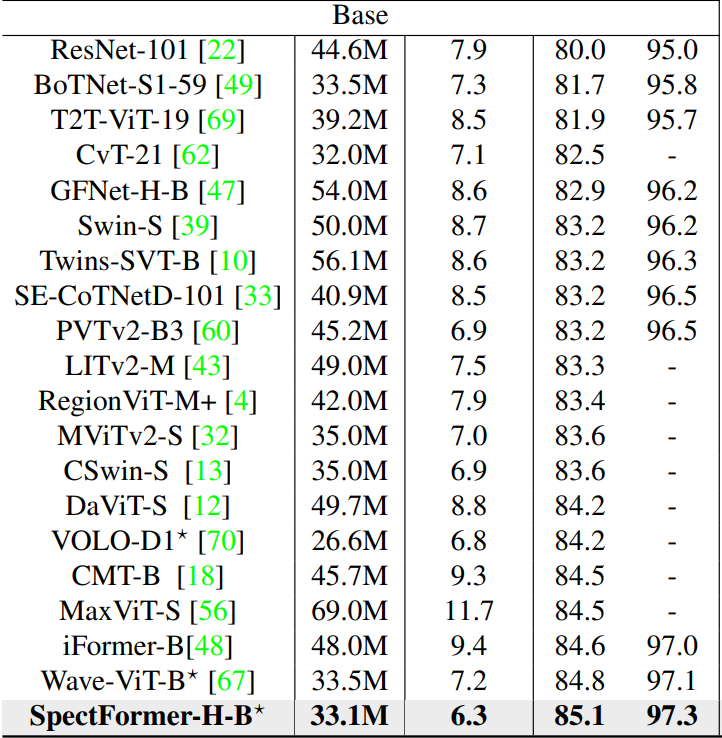 Base
ResNet-101 [22] 44.6M 7.9 80.0 95.0
BoTNet-S1-59 [49] 33.5M 7.3 81.7 95.8
T2T-ViT-19 [69] 39.2M 8.5 81.9 95.7
CvT-21 [62] 32.0M 7.1 82.5 -
GFNet-H-B [47] 54.0M 8.6 82.9 96.2
Swin-S [39] 50.0M 8.7 83.2 96.2
Twins-SVT-B [10] 56.1M 8.6 83.2 96.3
SE-CoTNetD-101 [33] 40.9M 8.5 83.2 96.5
PVTv2-B3 [60] 45.2M 6.9 83.2 96.5
LITv2-M [43] 49.0M 7.5 83.3 -
RegionViT-M+ [4] 42.0M 7.9 83.4 -
MViTv2-S [32] 35.0M 7.0 83.6 -
CSwin-S [13] 35.0M 6.9 83.6 -
DaViT-S [12] 49.7M 8.8 84.2 -
VOLO-D1⋆ [70] 26.6M 6.8 84.2 -
CMT-B [18] 45.7M 9.3 84.5 -
MaxViT-S [56] 69.0M 11.7 84.5 -
iFormer-B[48] 48.0M 9.4 84.6 97.0
Wave-ViT-B⋆ [67] 33.5M 7.2 84.8 97.1
SpectFormer-H-B⋆ 33.1M 6.3 85.1 97.3